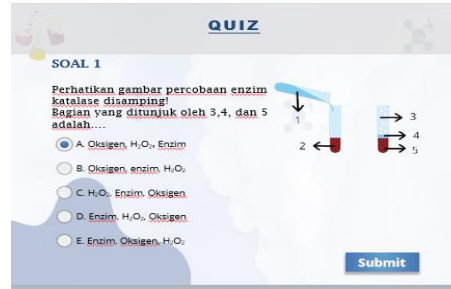 QUIZ
SOAL 1
Perhatikan gambar percobaan enzim
katalase disamping!
Bagian yang ditunjuk oleh 3,4, dan 5
adalah....
A. Oksigen, H₂O₂, Enzim
B. Oksigen, enzim, H₂O₂
C. H₂O₂, Enzim, Oksigen
D. Enzim, H₂O₂, Oksigen
E. Enzim, Oksigen, H₂O₂
1
2
3
4
5
Submit